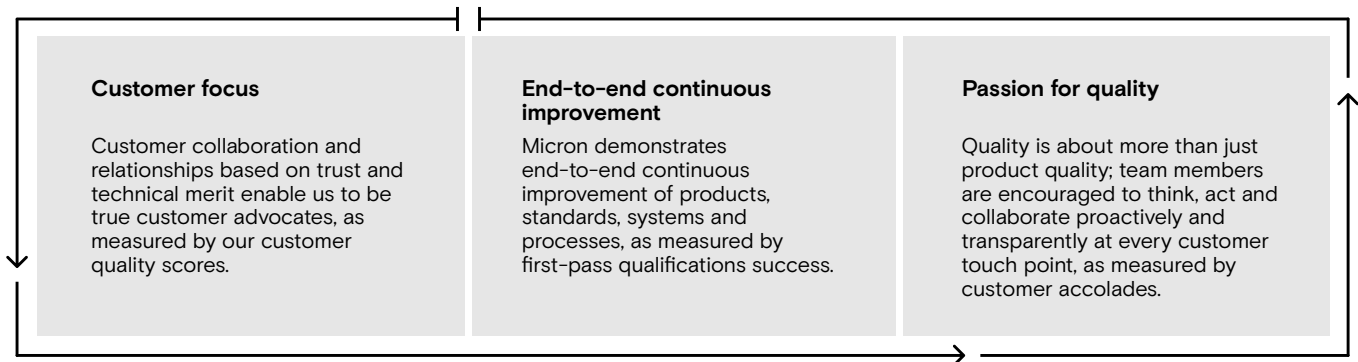 Customer focus
Customer collaboration and
relationships based on trust and
technical merit enable us to be
true customer advocates, as
measured by our customer
quality scores.
End-to-end continuous
improvement
Micron demonstrates
end-to-end continuous
improvement of products,
standards, systems and
processes, as measured by
first-pass qualifications success.
Passion for quality
Quality is about more than just
product quality; team members
are encouraged to think, act and
collaborate proactively and
transparently at every customer
touch point, as measured by
customer accolades.